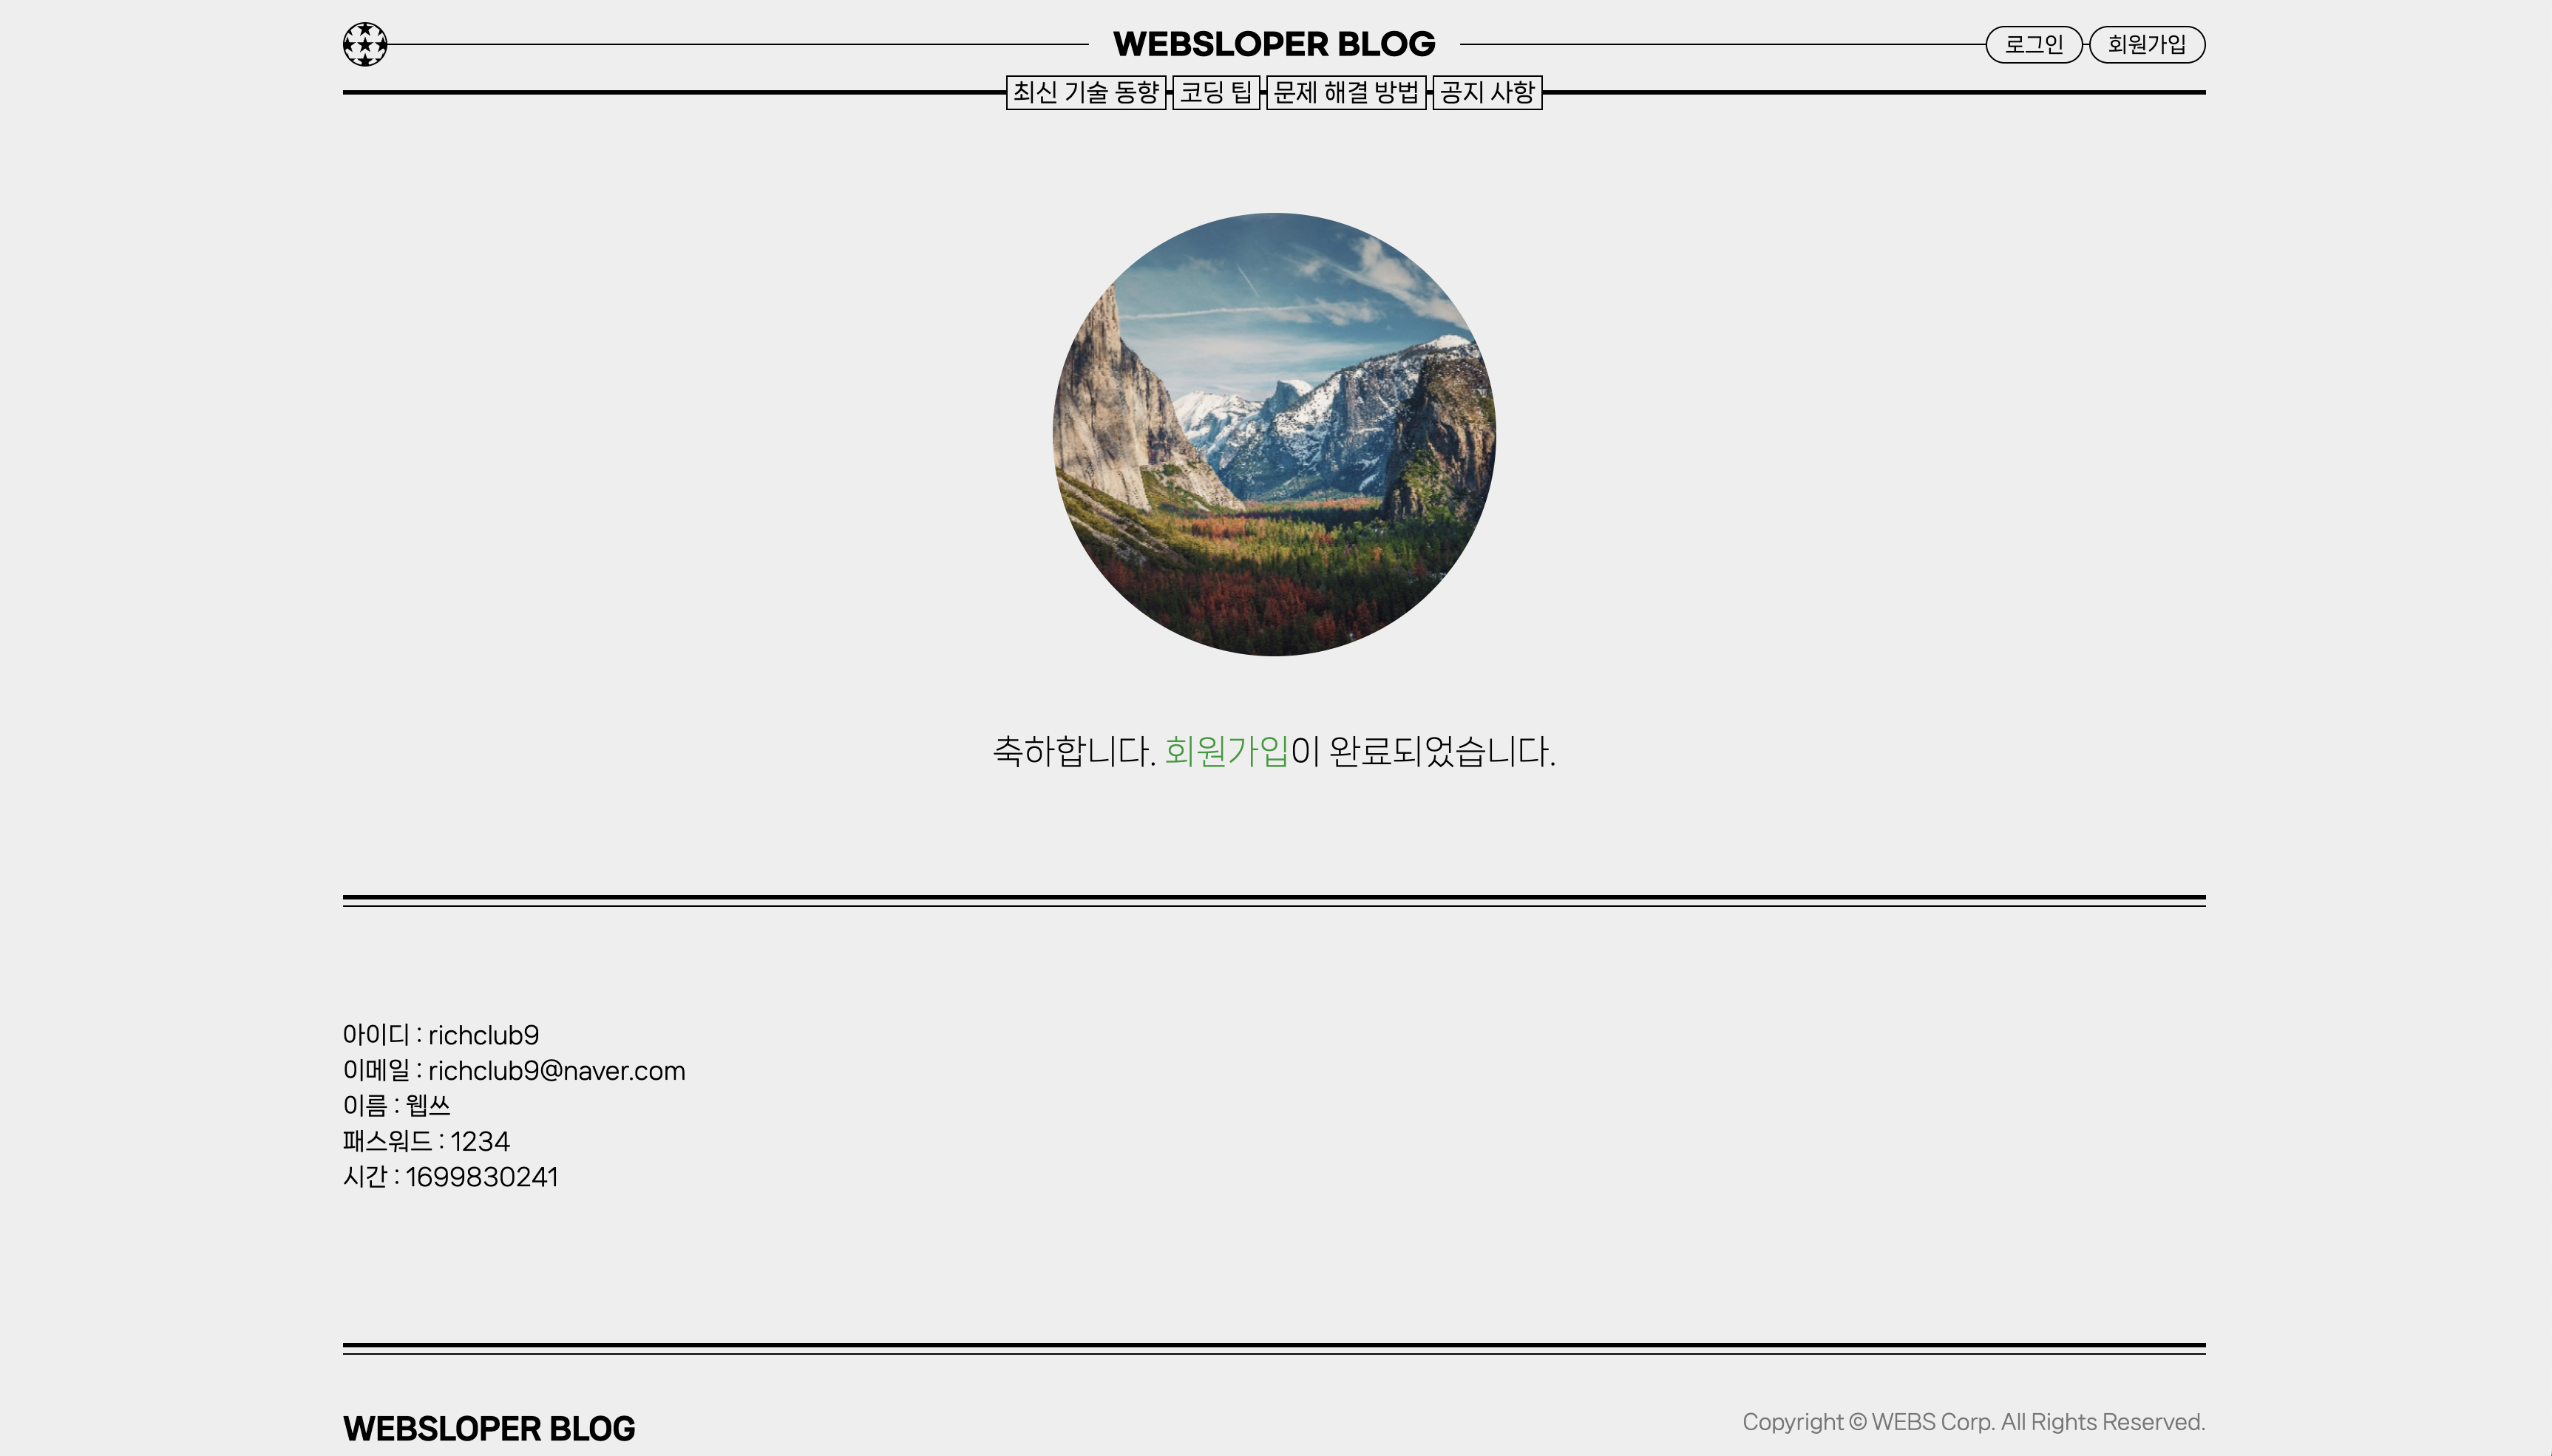 WEBSLOPER BLOG
로그인 회원가입
최신 기술 동향 코딩 팁 문제 해결 방법 공지 사항
축하합니다. 회원가입이 완료되었습니다.
아이디 : richclub9
이메일 : richclub9@naver.com
이름 : 웹쓰
패스워드 : 1234
시간 : 1699830241
WEBSLOPER BLOG
Copyright © WEBS Corp. All Rights Reserved.